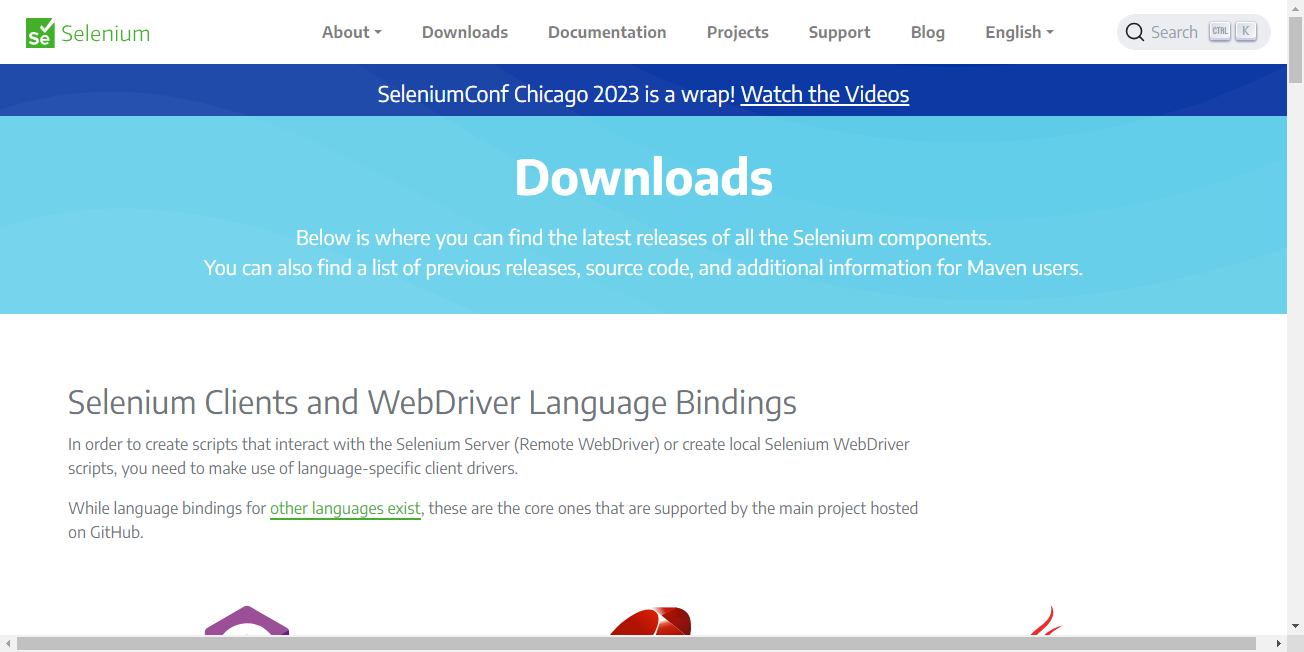 Se Selenium
About
Downloads
Documentation
Projects
Support
Blog
English
Search CTRL K
SeleniumConf Chicago 2023 is a wrap! Watch the Videos
Downloads
Below is where you can find the latest releases of all the Selenium components.
You can also find a list of previous releases, source code, and additional information for Maven users.
Selenium Clients and WebDriver Language Bindings
In order to create scripts that interact with the Selenium Server (Remote WebDriver) or create local Selenium WebDriver
scripts, you need to make use of language-specific client drivers.
While language bindings for other languages exist, these are the core ones that are supported by the main project hosted
on GitHub.